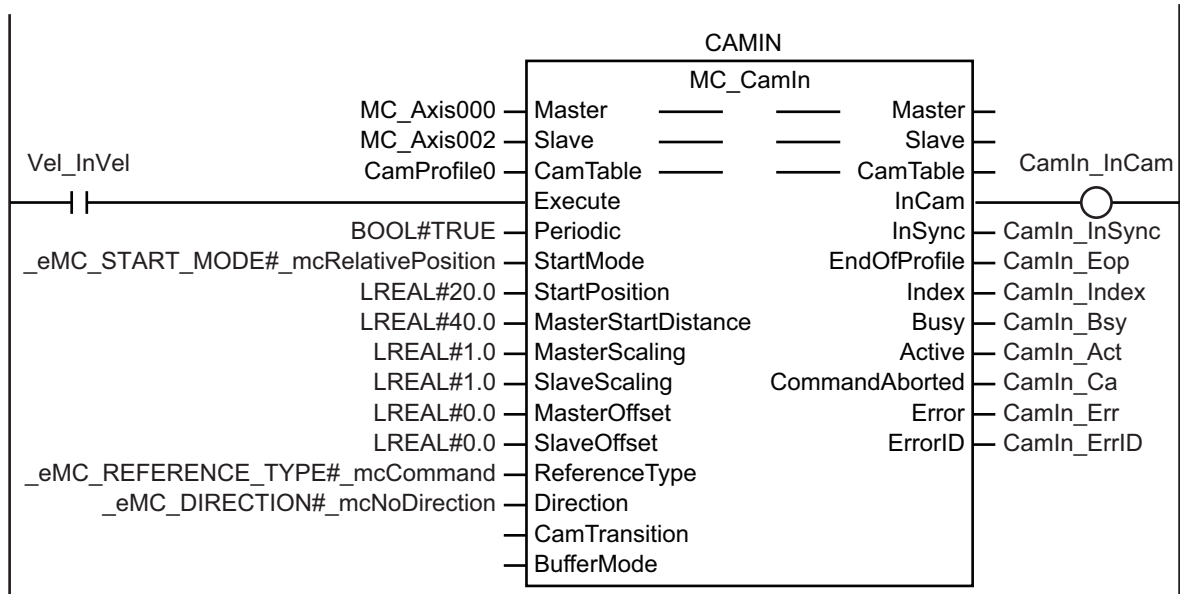 CAMIN
MC_CamIn
MC_Axis000 Master Master
MC_Axis002 Slave Slave
CamProfile0 CamTable CamTable
Vel_InVel CamIn_InCam
Execute InCam
BOOL#TRUE Periodic InSync CamIn_InSync
_eMC_START_MODE#_mcRelativePosition StartMode EndOfProfile CamIn_Eop
LREAL#20.0 StartPosition Index CamIn_Index
LREAL#40.0 MasterStartDistance Busy CamIn_Bsy
LREAL#1.0 MasterScaling Active CamIn_Act
LREAL#1.0 SlaveScaling CommandAborted CamIn_Ca
LREAL#0.0 MasterOffset Error CamIn_Err
LREAL#0.0 SlaveOffset ErrorID CamIn_ErrID
_eMC_REFERENCE_TYPE#_mcCommand ReferenceType
_eMC_DIRECTION#_mcNoDirection Direction
CamTransition
BufferMode